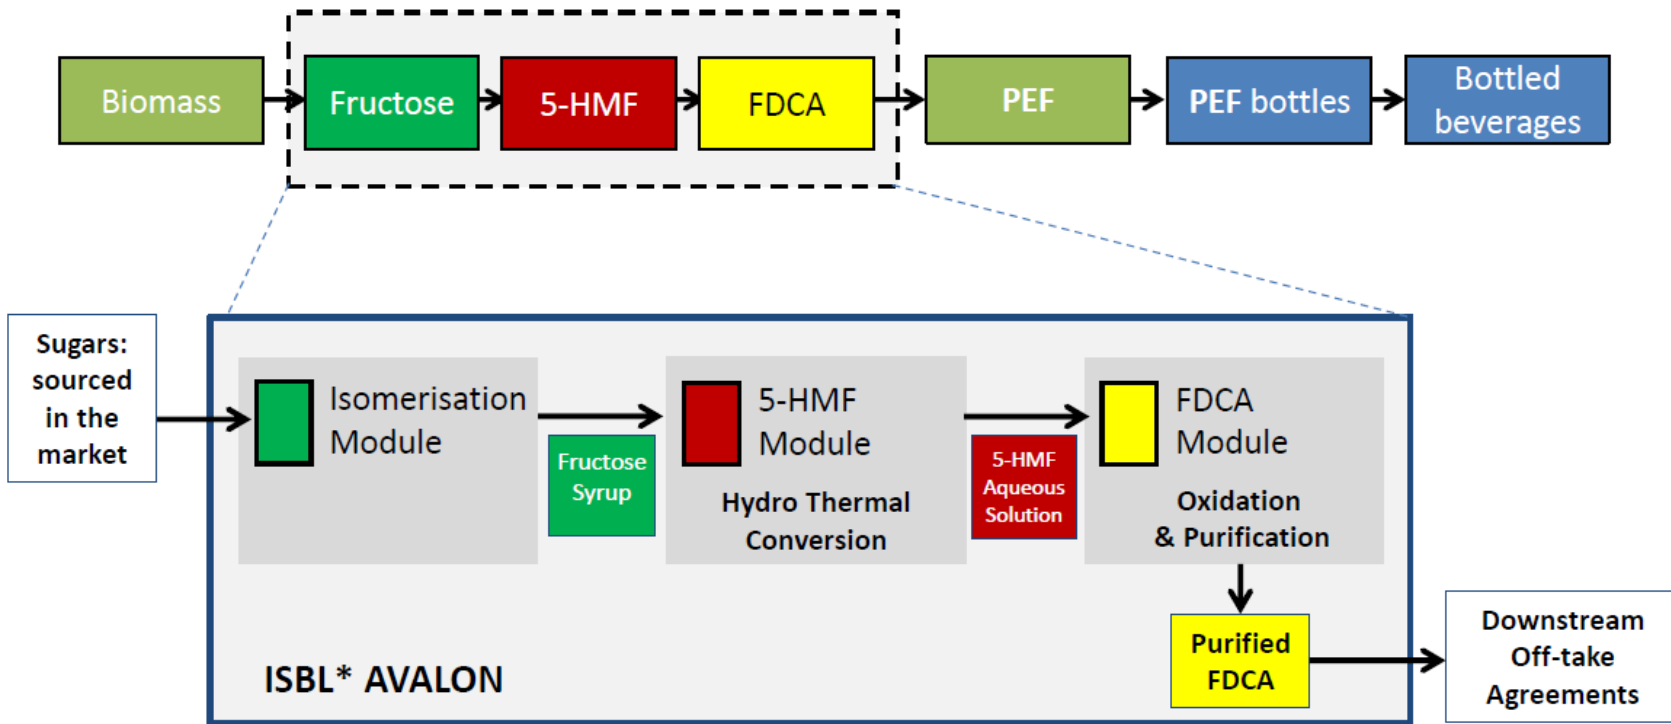 Biomass
Fructose
5-HMF
FDCA
PEF
PEF bottles
Bottled
beverages
Sugars:
sourced
in the
market
Isomerisation
Module
Fructose
Syrup
5-HMF
Module
Hydro Thermal
Conversion
5-HMF
Aqueous
Solution
FDCA
Module
Oxidation
& Purification
Purified
FDCA
Downstream
Off-take
Agreements
ISBL* AVALON